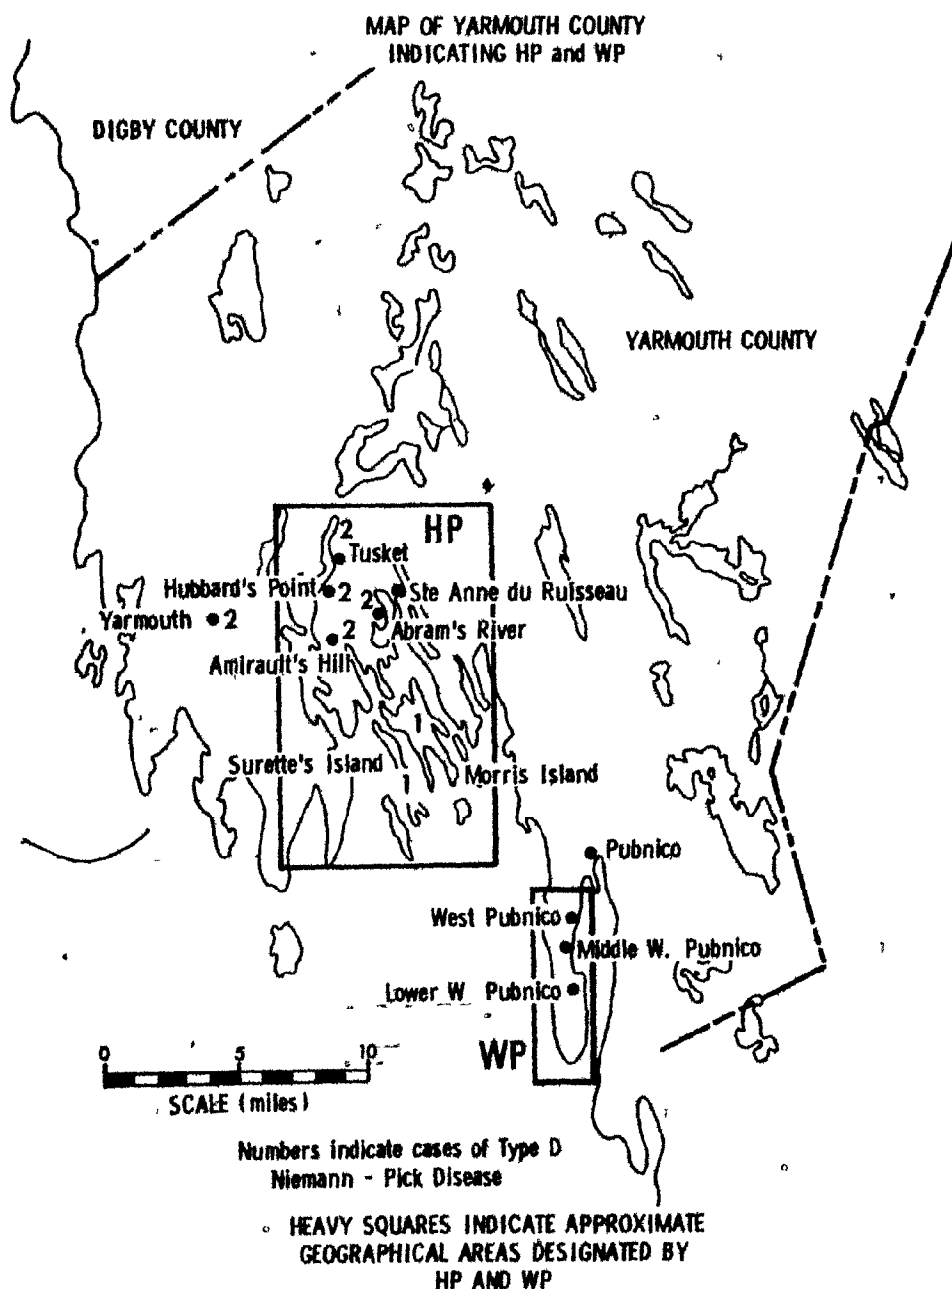 MAP OF YARMOUTH COUNTY
INDICATING HP and WP
DIGBY COUNTY
YARMOUTH COUNTY
HP
2
Tusket
Hubbard's Point
2
Ste Anne du Ruisseau
Yarmouth
2
2
Abram's River
2
Amirault's Hill
1
Surette's Island
1
Morris Island
Pubnico
West Pubnico
Middle W. Pubnico
Lower W Pubnico
WP
0 5 10
SCALE (miles)
Numbers indicate cases of Type D
Niemann - Pick Disease
HEAVY SQUARES INDICATE APPROXIMATE
GEOGRAPHICAL AREAS DESIGNATED BY
HP AND WP